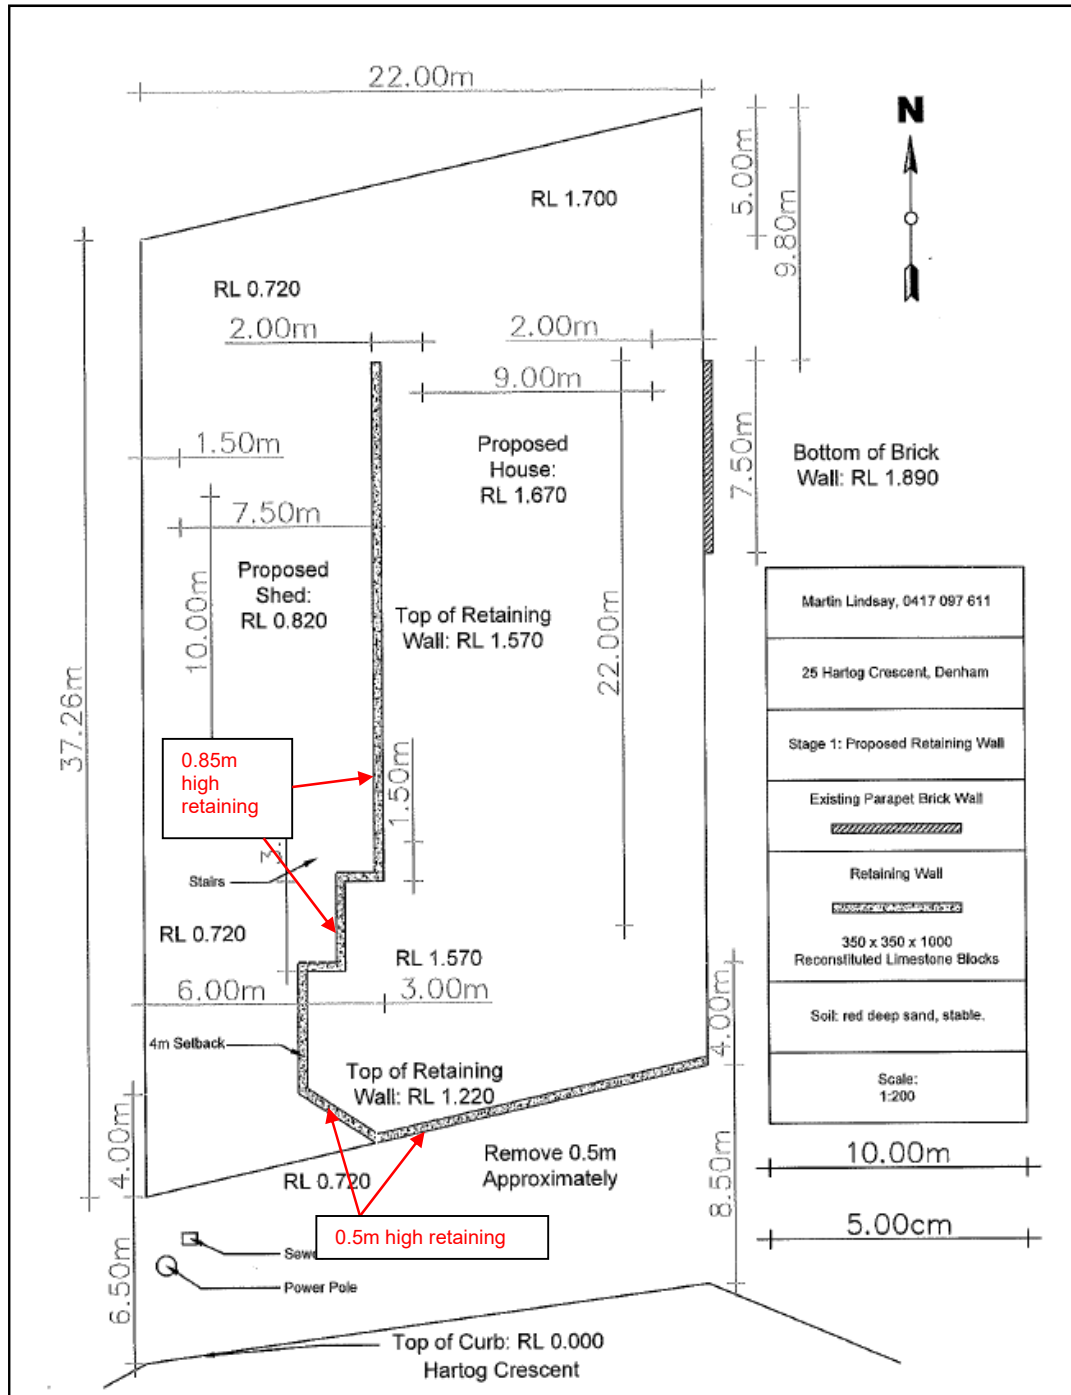 22.00m
N
5.00m
9.80m
RL 1.700
RL 0.720
2.00m
2.00m
9.00m
1.50m
7.50m
Proposed
House:
RL 1.670
7.50m
Bottom of Brick
Wall: RL 1.890
Proposed
Shed:
RL 0.820
10.00m
Top of Retaining
Wall: RL 1.570
22.00m
37.26m
0.85m
high
retaining
1.50m
3.
Stairs
RL 0.720
RL 1.570
6.00m
3.00m
4m Setback
4.00m
Top of Retaining
Wall: RL 1.220
4.00m
RL 0.720
Remove 0.5m
Approximately
8.50m
0.5m high retaining
6.50m
Sewe
Power Pole
Top of Curb: RL 0.000
Hartog Crescent
Martin Lindsay, 0417 097 611
25 Hartog Crescent, Denham
Stage 1: Proposed Retaining Wall
Existing Parapet Brick Wall
Retaining Wall
350 x 350 x 1000
Reconstituted Limestone Blocks
Soil: red deep sand, stable.
Scale:
1:200
10.00m
5.00cm